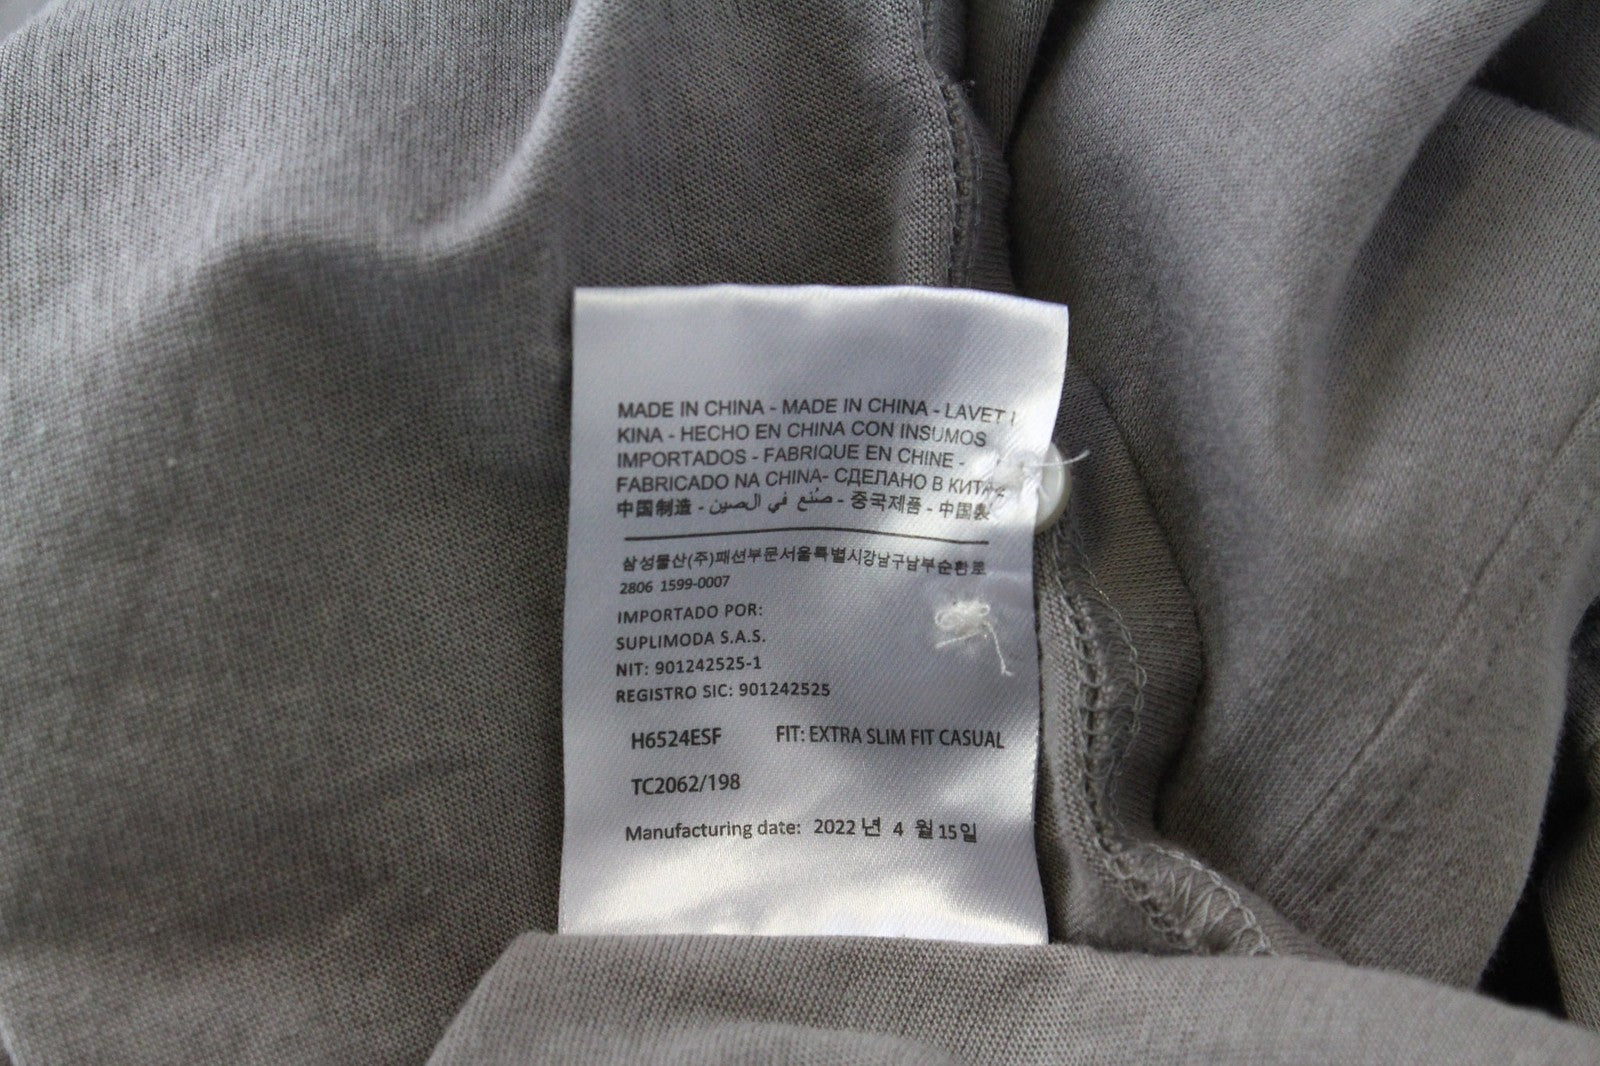 MADE IN CHINA - MADE IN CHINA - LAVET I
KINA - HECHO EN CHINA CON INSUMOS
IMPORTADOS - FABRIQUE EN CHINE -
FABRICADO NA CHINA- СДЕЛАНО В КИТАЕ
中国制造 - صُنع في الصين - 중국제품 - 中国製
삼성물산(주)패션부문서울특별시강남구남부순환로
2806 1599-0007
IMPORTADO POR:
SUPLIMODA S.A.S.
NIT: 901242525-1
REGISTRO SIC: 901242525
H6524ESF FIT: EXTRA SLIM FIT CASUAL
TC2062/198
Manufacturing date: 2022 년 4 월 15일